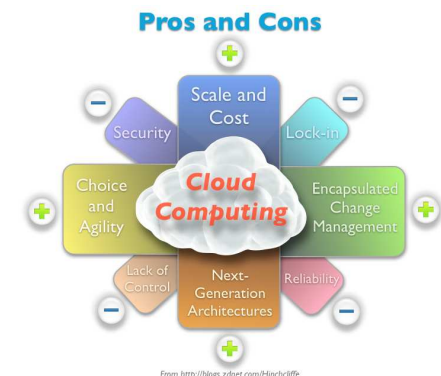 Pros and Cons
Scale and
Cost
Security
Lock-in
Choice
and
Agility
Cloud
Computing
Encapsulated
Change
Management
Lack of
Control
Next-
Generation
Architectures
Reliability
From http://blogs.zdnet.com/Hinchcliffe